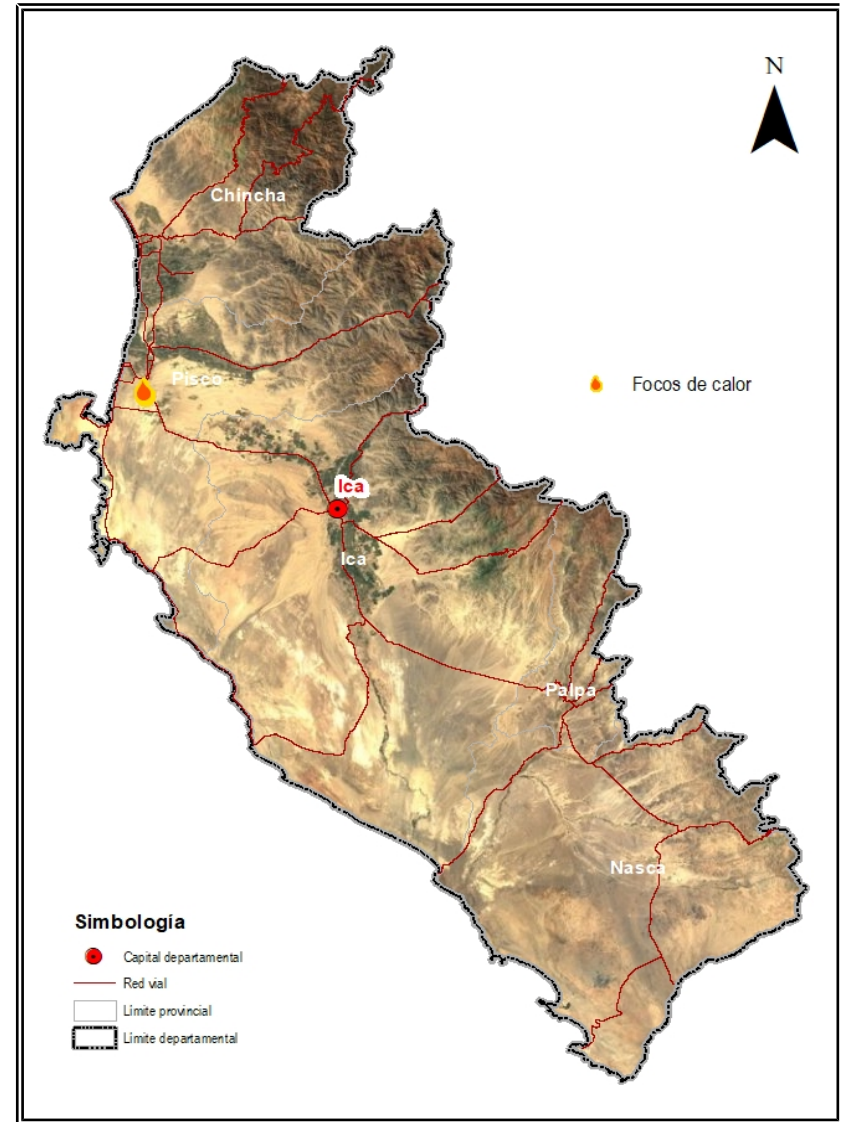 N
Chincha
Pisco
Focos de calor
Ica
Ica
Palpa
Nasca
Simbología
Capital departamental
Red vial
Límite provincial
Límite departamental